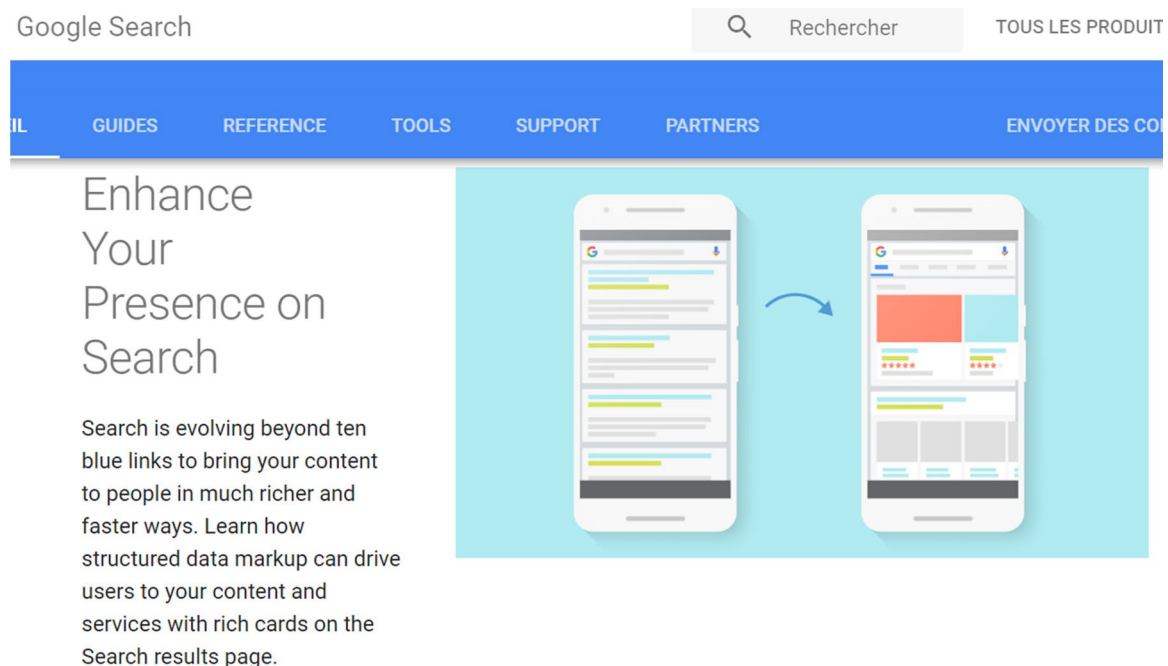 Google Search
Rechercher
TOUS LES PRODUIT
IL
GUIDES
REFERENCE
TOOLS
SUPPORT
PARTNERS
ENVOYER DES CO
Enhance
Your
Presence on
Search
Search is evolving beyond ten
blue links to bring your content
to people in much richer and
faster ways. Learn how
structured data markup can drive
users to your content and
services with rich cards on the
Search results page.